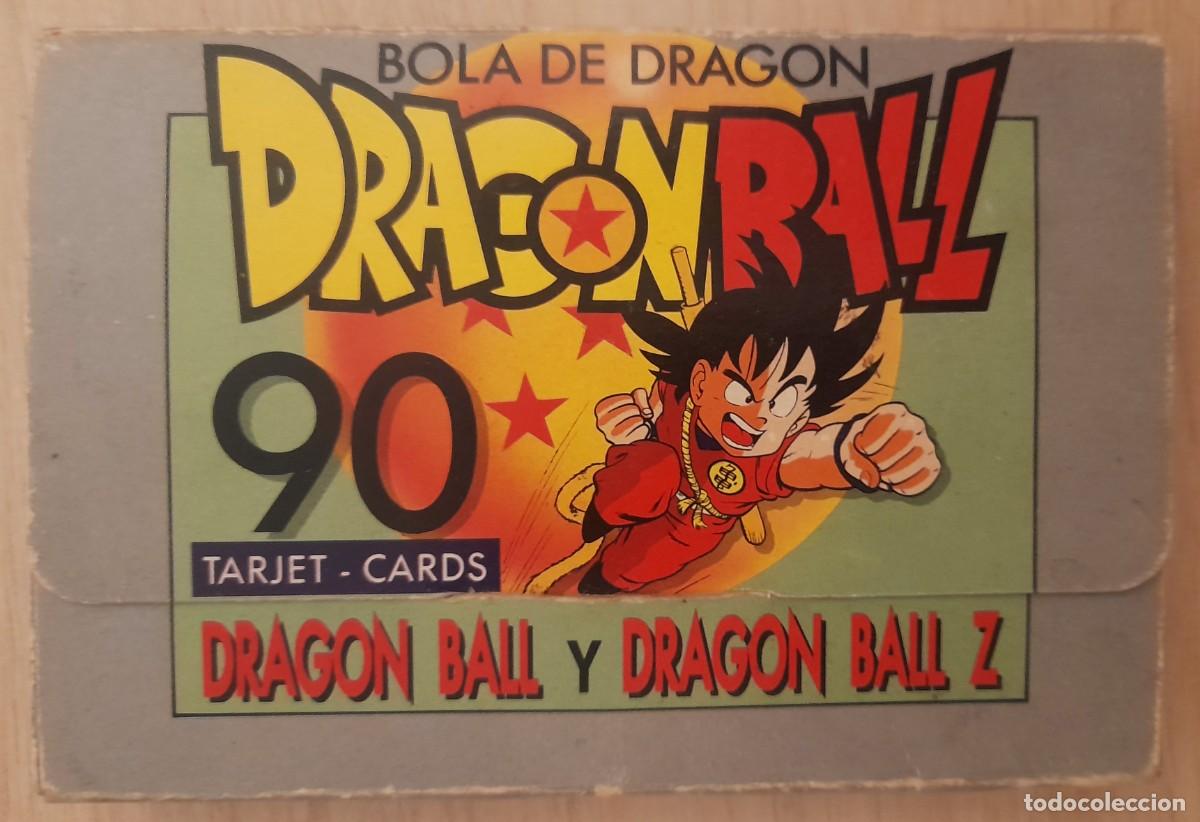 BOLA DE DRAGON
DRAGON BALL
90
TARJET - CARDS
DRAGON BALL Y DRAGON BALL Z
todocoleccion